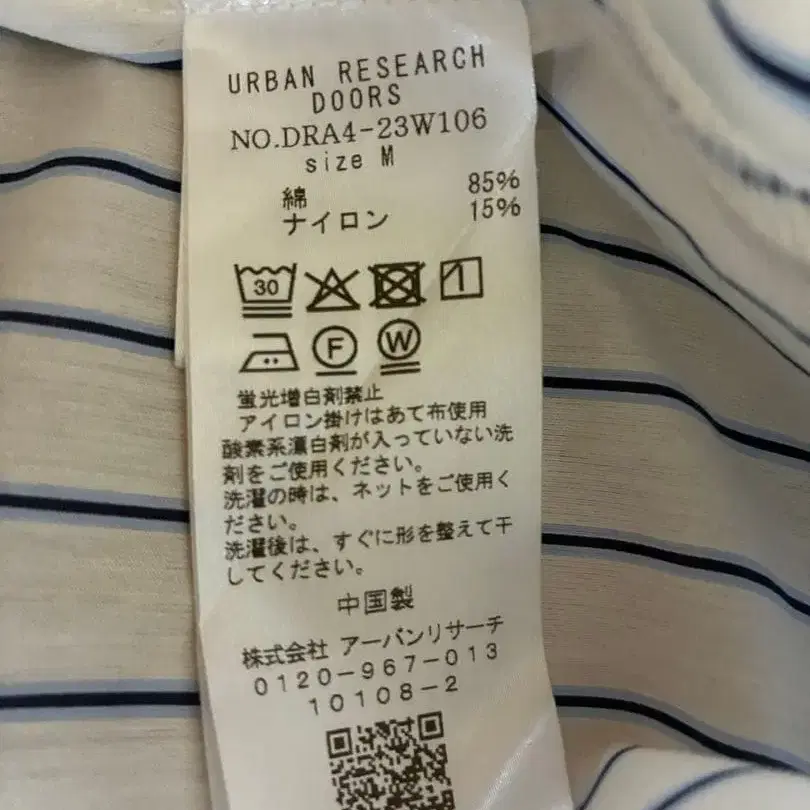 URBAN RESEARCH
DOORS
NO.DRA4-23W106
size M
綿 85%
ナイロン 15%
30
F
W
蛍光増白剤禁止
アイロン掛けはあて布使用
酸素系漂白剤が入っていない洗
剤をご使用ください。
洗濯の時は、ネットをご使用く
ださい。
洗濯後は、すぐに形を整えて干
してください。
中国製
株式会社 アーバンリサーチ
0120-967-013
10108-2